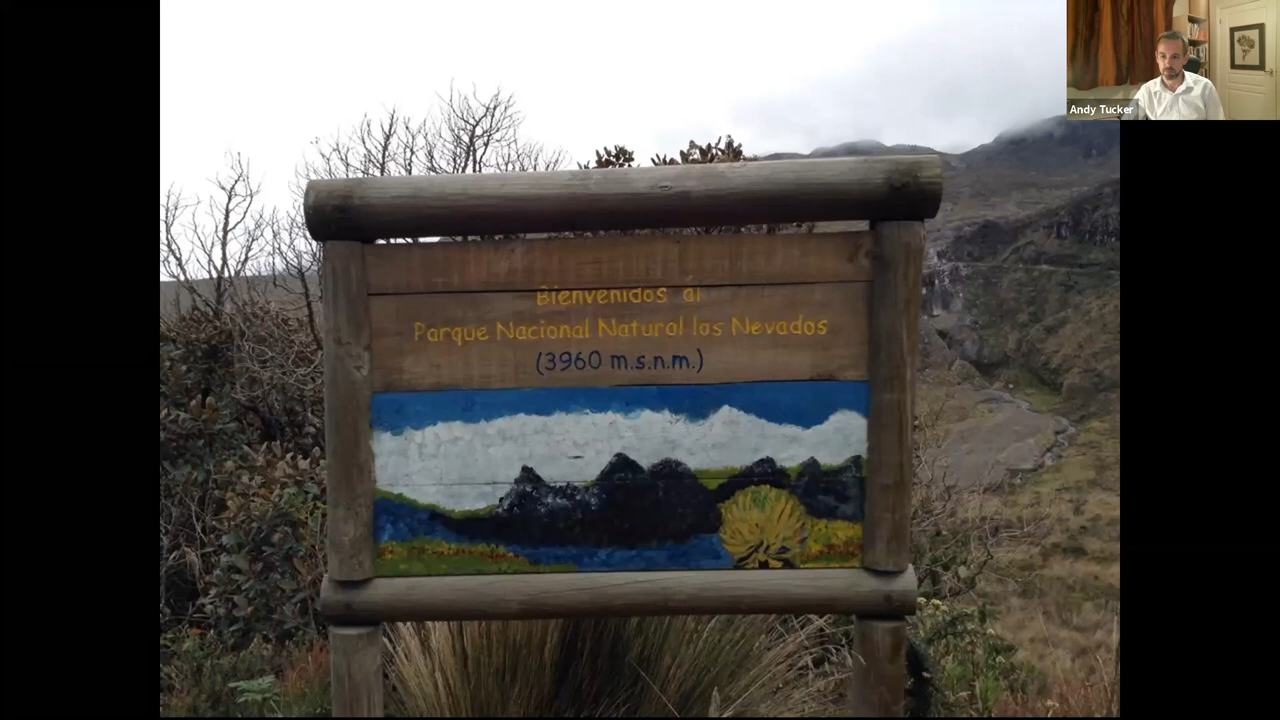 Bienvenidos al
Parque Nacional Natural los Nevados
(3960 m.s.n.m.)
Andy Tucker